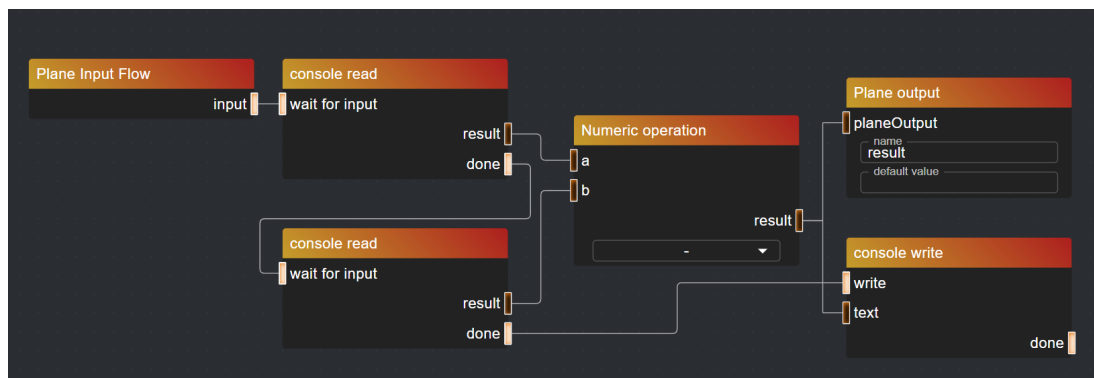 Plane Input Flow
input
console read
wait for input
result
done
console read
wait for input
result
done
Numeric operation
a
b
result
-
Plane output
planeOutput
name
result
default value
console write
write
text
done